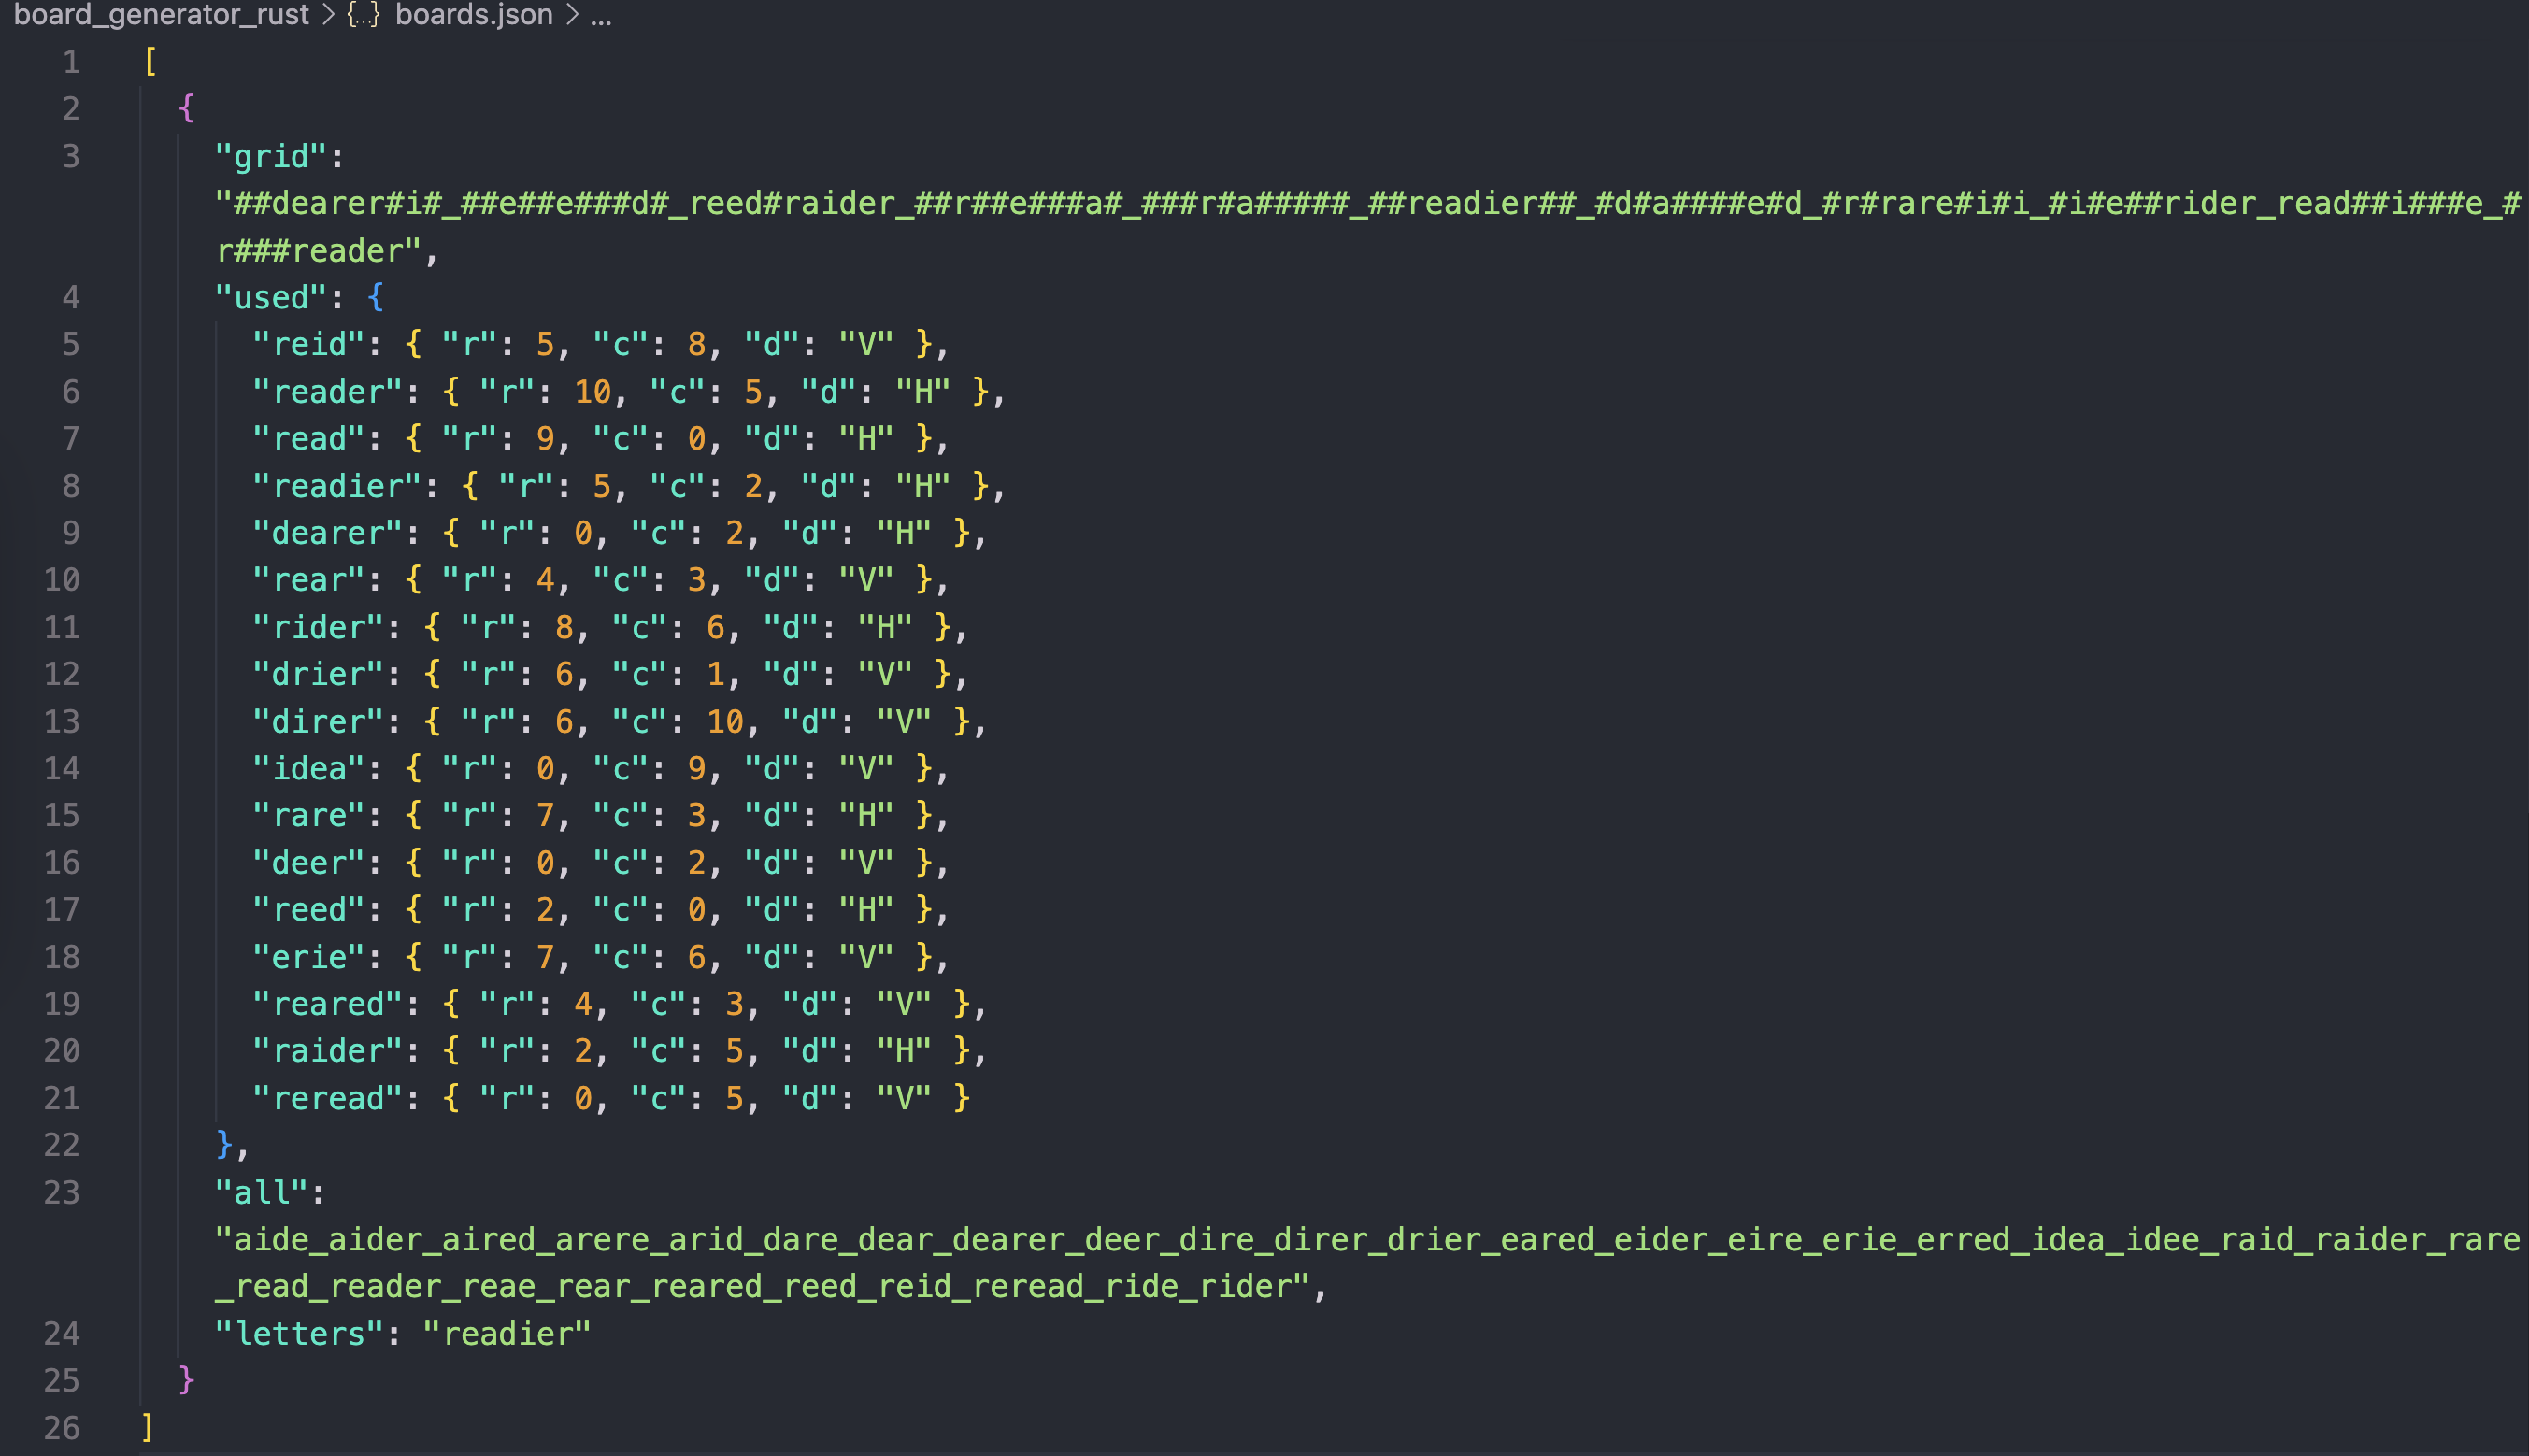 board_generator_rust > {..} boards.json > ...
1 [
2 {
3 "grid":
"##dearer#i#_##e##e###d#_reed#raider_##r##e###a#_###r#a#####_##readier##_#d#a####e#d_#r#rare#i#i_#i#e##rider_read##i###e_#
r###reader",
4 "used": {
5 "reid": { "r": 5, "c": 8, "d": "V" },
6 "reader": { "r": 10, "c": 5, "d": "H" },
7 "read": { "r": 9, "c": 0, "d": "H" },
8 "readier": { "r": 5, "c": 2, "d": "H" },
9 "dearer": { "r": 0, "c": 2, "d": "H" },
10 "rear": { "r": 4, "c": 3, "d": "V" },
11 "rider": { "r": 8, "c": 6, "d": "H" },
12 "drier": { "r": 6, "c": 1, "d": "V" },
13 "direr": { "r": 6, "c": 10, "d": "V" },
14 "idea": { "r": 0, "c": 9, "d": "V" },
15 "rare": { "r": 7, "c": 3, "d": "H" },
16 "deer": { "r": 0, "c": 2, "d": "V" },
17 "reed": { "r": 2, "c": 0, "d": "H" },
18 "erie": { "r": 7, "c": 6, "d": "V" },
19 "reared": { "r": 4, "c": 3, "d": "V" },
20 "raider": { "r": 2, "c": 5, "d": "H" },
21 "reread": { "r": 0, "c": 5, "d": "V" }
22 },
23 "all":
"aide_aider_aired_arere_arid_dare_dear_dearer_deer_dire_direr_drier_eared_eider_eire_erie_erred_idea_idee_raid_raider_rare
_read_reader_reae_rear_reared_reed_reid_reread_ride_rider",
24 "letters": "readier"
25 }
26 ]